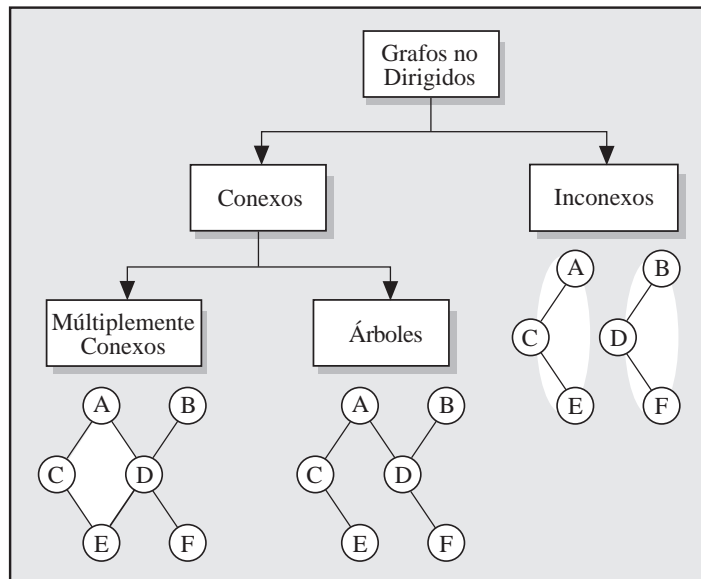 Grafos no
Dirigidos
Conexos
Inconexos
Múltiplemente
Conexos
Árboles
A
B
C
D
E
F
A
B
C
D
E
F
A
B
C
D
E
F